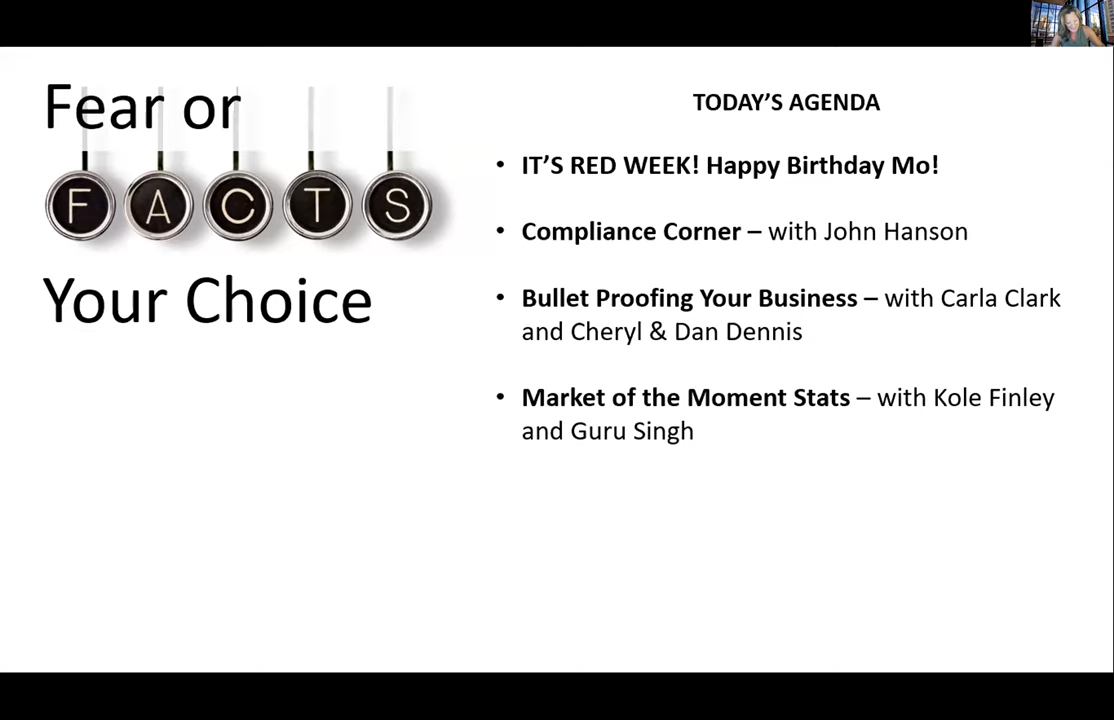 Fear or
FACTS
Your Choice
TODAY'S AGENDA
• IT'S RED WEEK! Happy Birthday Mo!
• Compliance Corner – with John Hanson
• Bullet Proofing Your Business – with Carla Clark
and Cheryl & Dan Dennis
• Market of the Moment Stats – with Kole Finley
and Guru Singh